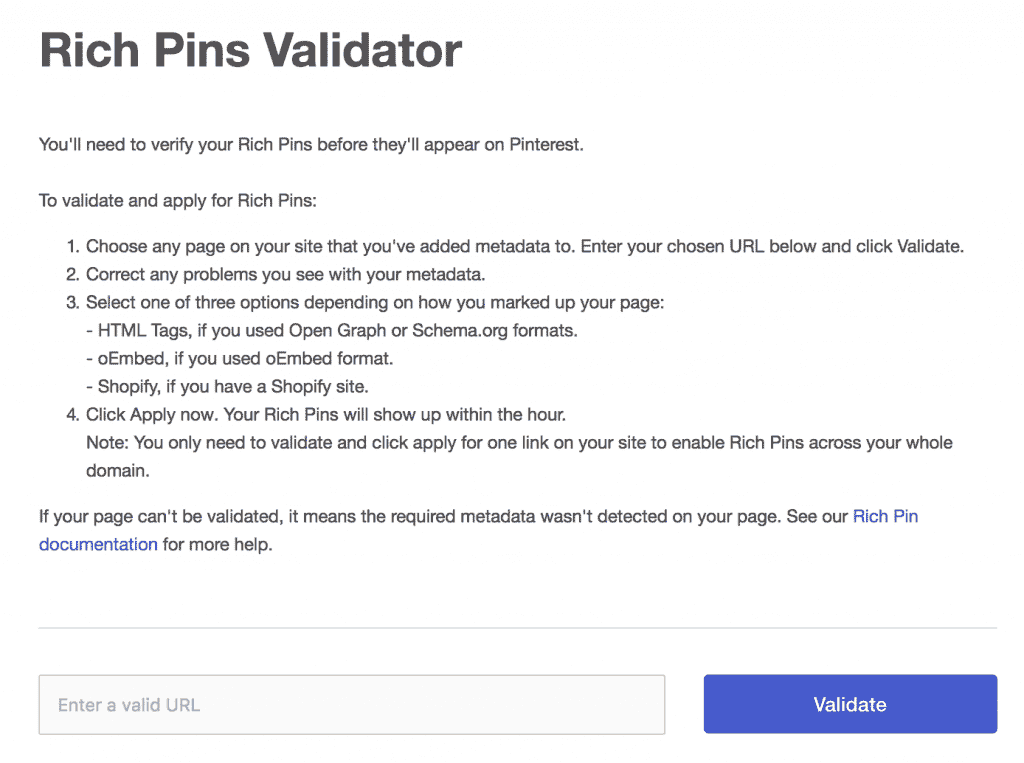 Rich Pins Validator
You'll need to verify your Rich Pins before they'll appear on Pinterest.
To validate and apply for Rich Pins:
1. Choose any page on your site that you've added metadata to. Enter your chosen URL below and click Validate.
2. Correct any problems you see with your metadata.
3. Select one of three options depending on how you marked up your page:
- HTML Tags, if you used Open Graph or Schema.org formats.
- oEmbed, if you used oEmbed format.
- Shopify, if you have a Shopify site.
4. Click Apply now. Your Rich Pins will show up within the hour.
Note: You only need to validate and click apply for one link on your site to enable Rich Pins across your whole
domain.
If your page can't be validated, it means the required metadata wasn't detected on your page. See our Rich Pin
documentation for more help.
Enter a valid URL
Validate